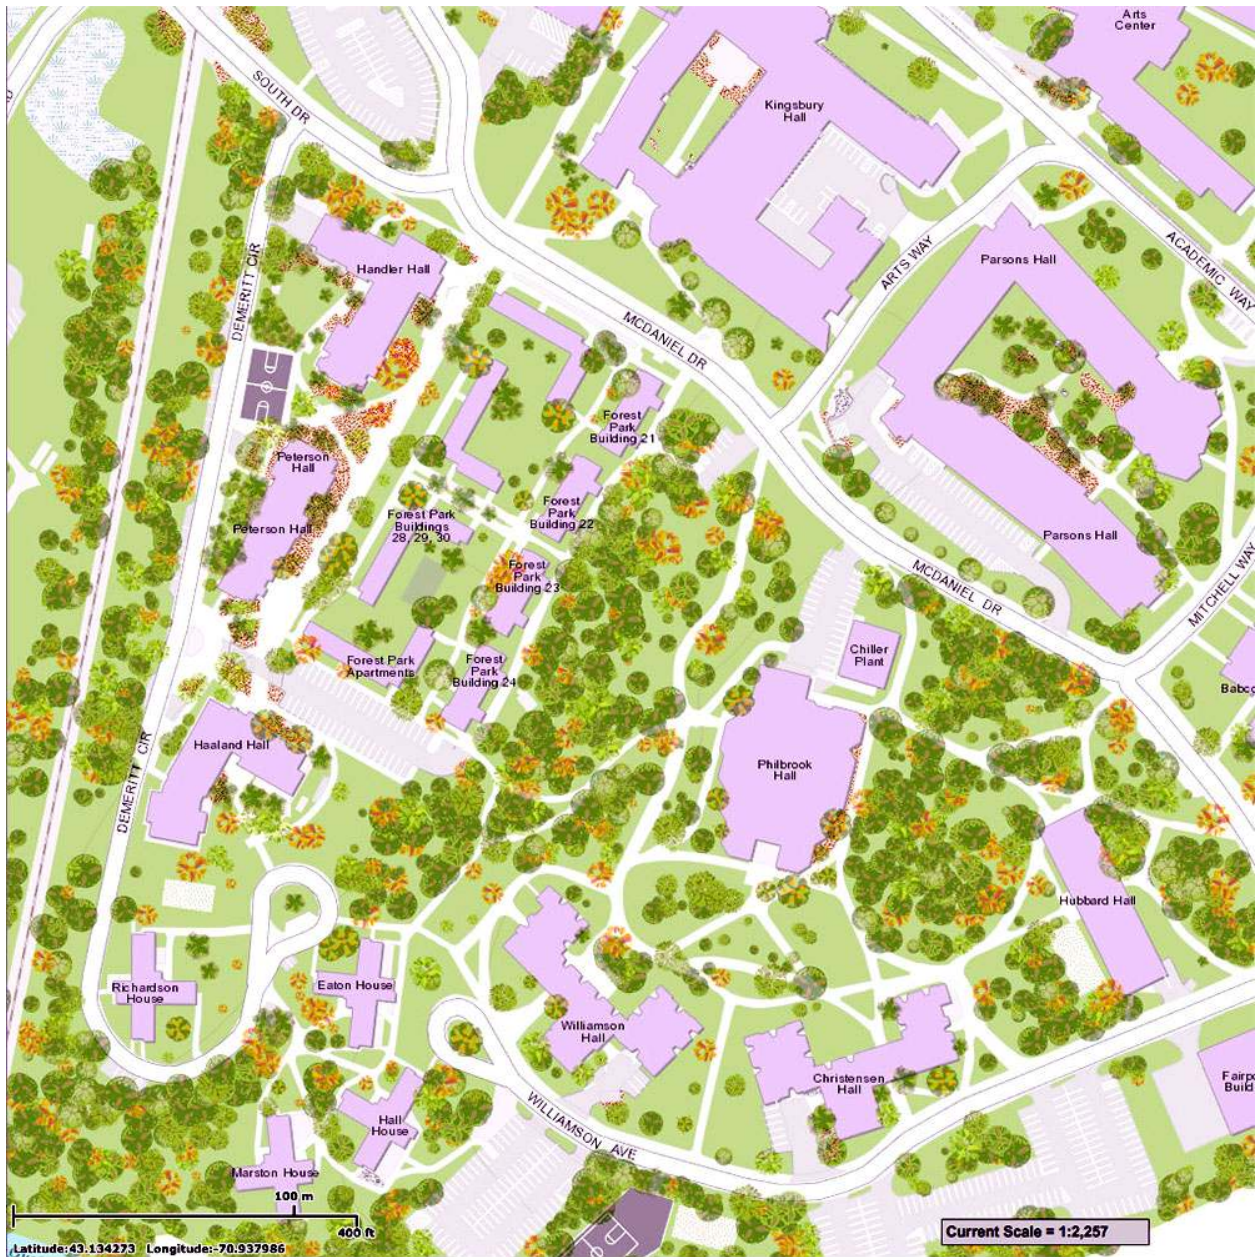 Arts
Center
SOUTH DR
Kingsbury
Hall
ACADEMIC WAY
ARTS WAY
Parsons Hall
DEMERITT CIR
Handler Hall
MCDANIEL DR
Forest
Park
Building 21
Peterson
Hall
Forest
Park
Building 22
Forest Park
Buildings
28, 29, 30
Peterson Hall
Parsons Hall
Forest
Park
Building 23
MCDANIEL DR
MITCHELL WAY
Chiller
Plant
Forest Park
Apartments
Forest
Park
Building 24
Babco
Haaland Hall
Philbrook
Hall
DEMERITT CIR
Hubbard Hall
Richardson
House
Eaton House
Williamson
Hall
Christensen
Hall
Fairpo
Build
WILLIAMSON AVE
Hall
House
Marston House
100 m
400 ft
Current Scale = 1:2,257
Latitude:43.134273 Longitude:-70.937986